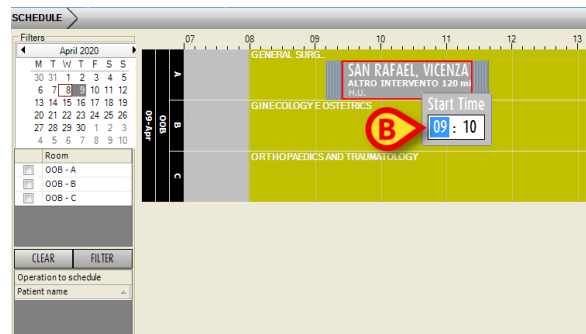 SCHEDULE
Filters
April 2020
M T W T F S S
30 31 1 2 3 4 5
6 7 8 9 10 11 12
13 14 15 16 17 18 19
20 21 22 23 24 25 26
27 28 29 30 1 2 3
4 5 6 7 8 9 10
Room
OOB - A
OOB - B
OOB - C
CLEAR FILTER
Operation to schedule
Patient name
07 08 09 10 11 12 13
09-Apr
OOB
A
GENERAL SURG...
SAN RAFAEL, VICENZA
ALTRO INTERVENTO 120 mi
H.U.
B
GINECOLOGY E OSTETRICS
Start Time
09 : 10
B
C
ORTHOPAEDICS AND TRAUMATOLOGY